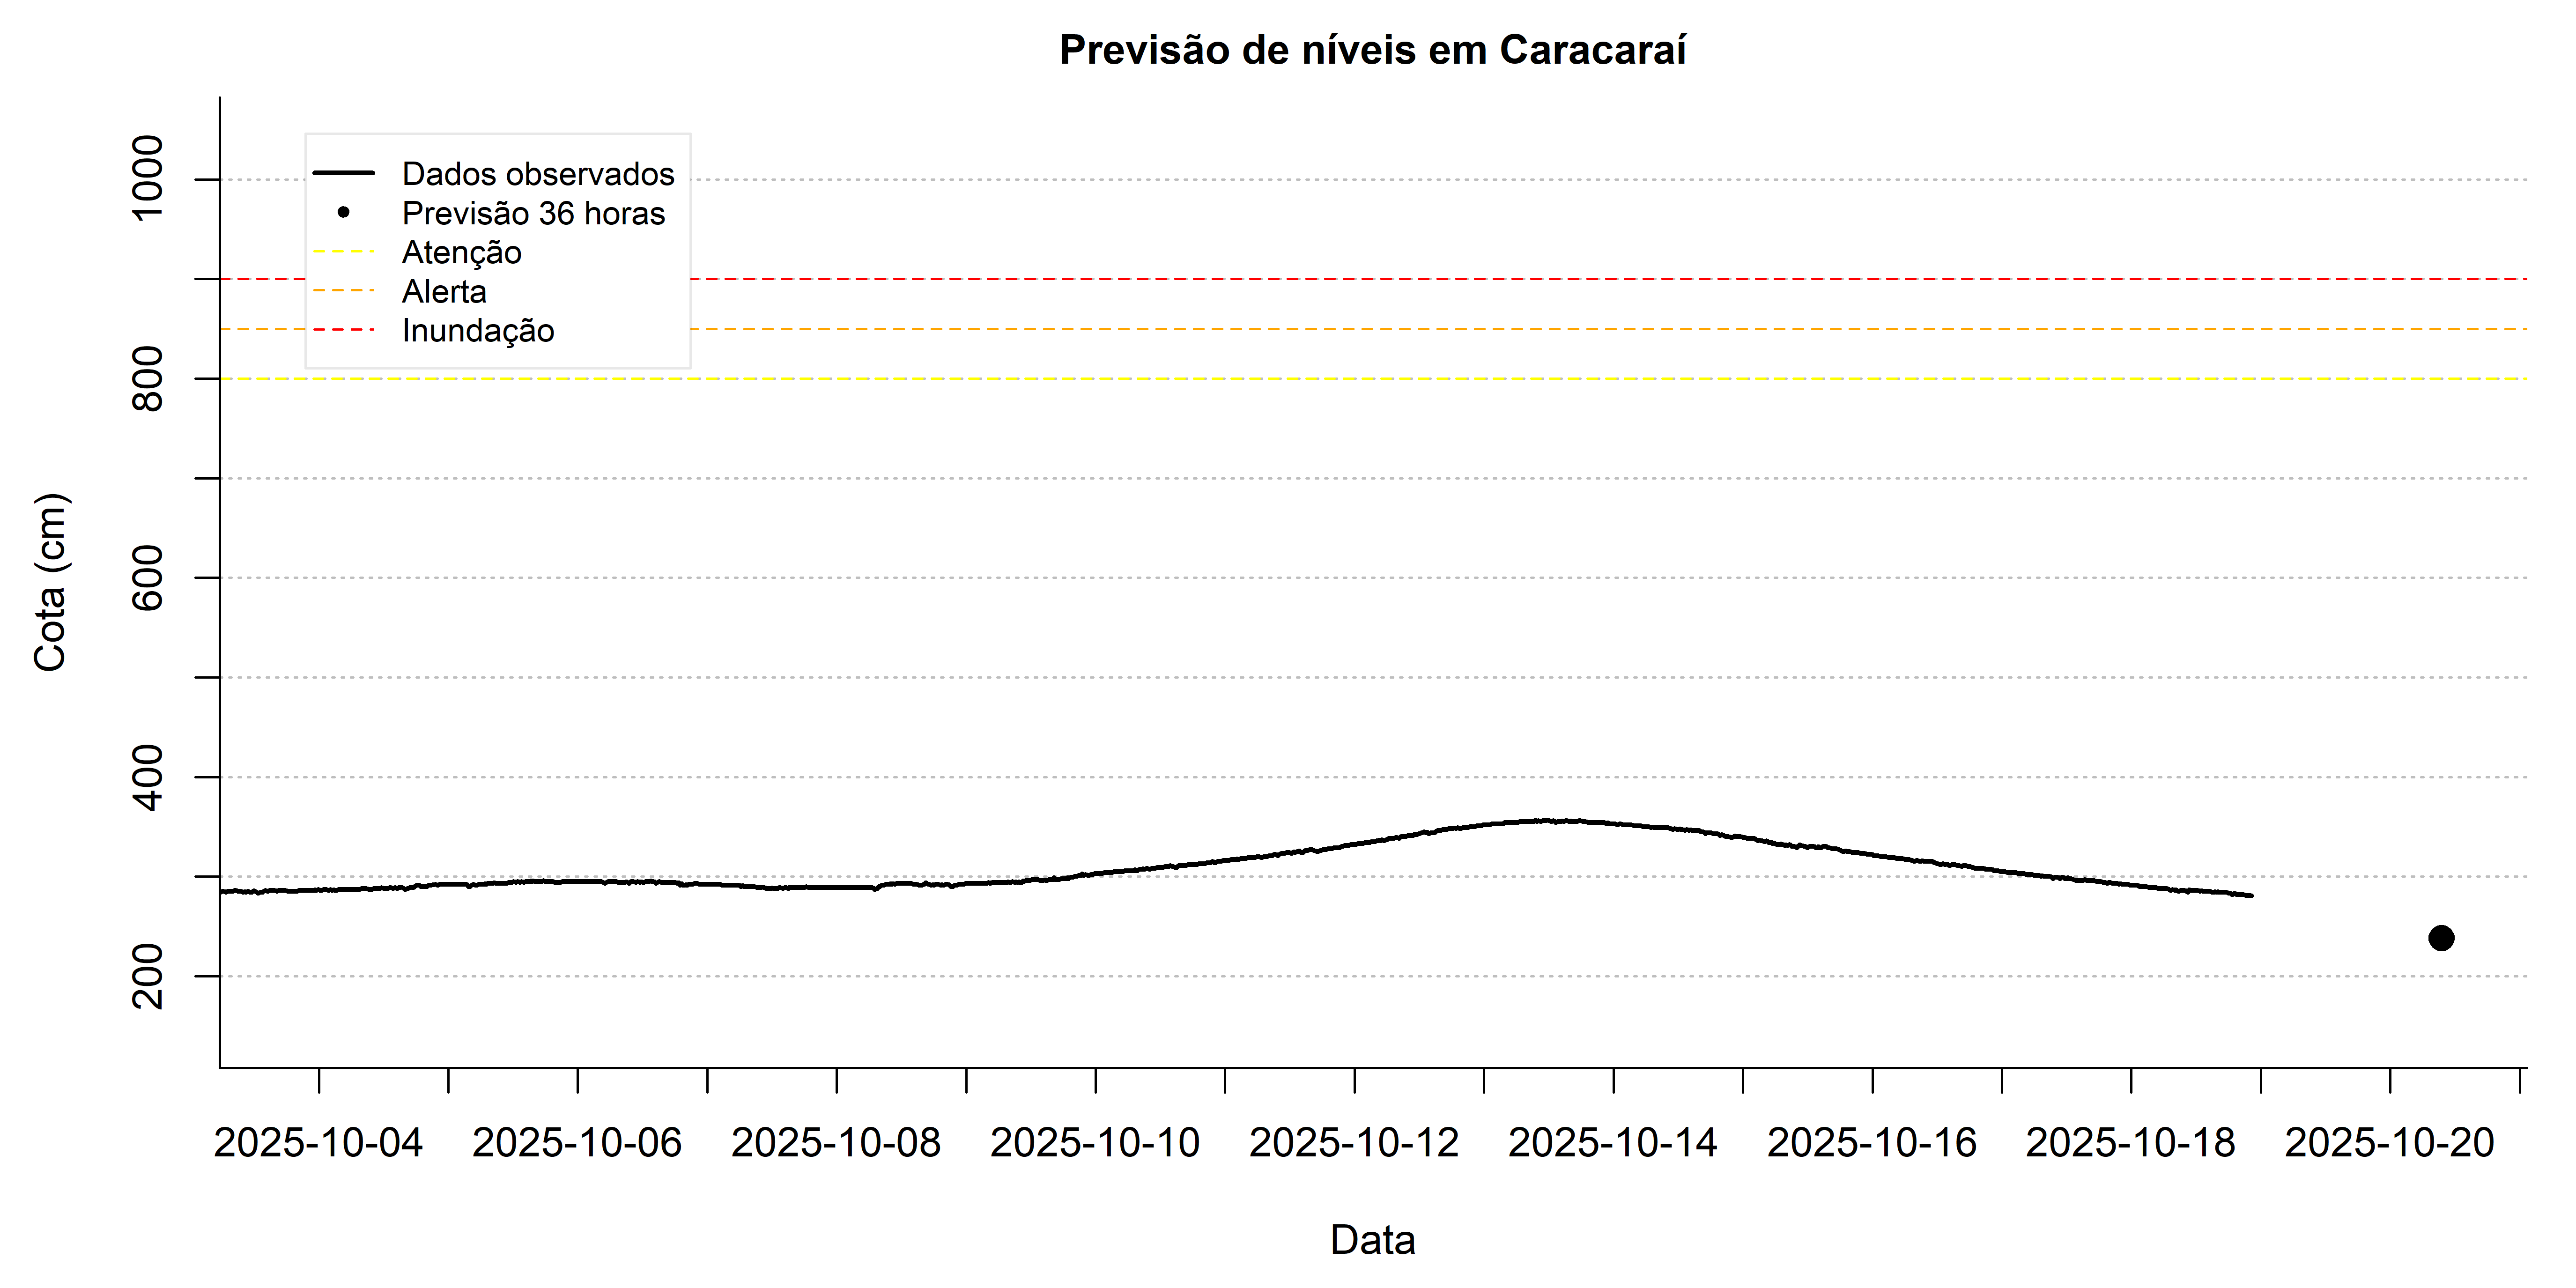 Previsão de níveis em Caracaraí
Dados observados
Previsão 36 horas
Atenção
Alerta
Inundação
Cota (cm)
1000
800
600
400
200
2025-10-04
2025-10-06
2025-10-08
2025-10-10
2025-10-12
2025-10-14
2025-10-16
2025-10-18
2025-10-20
Data